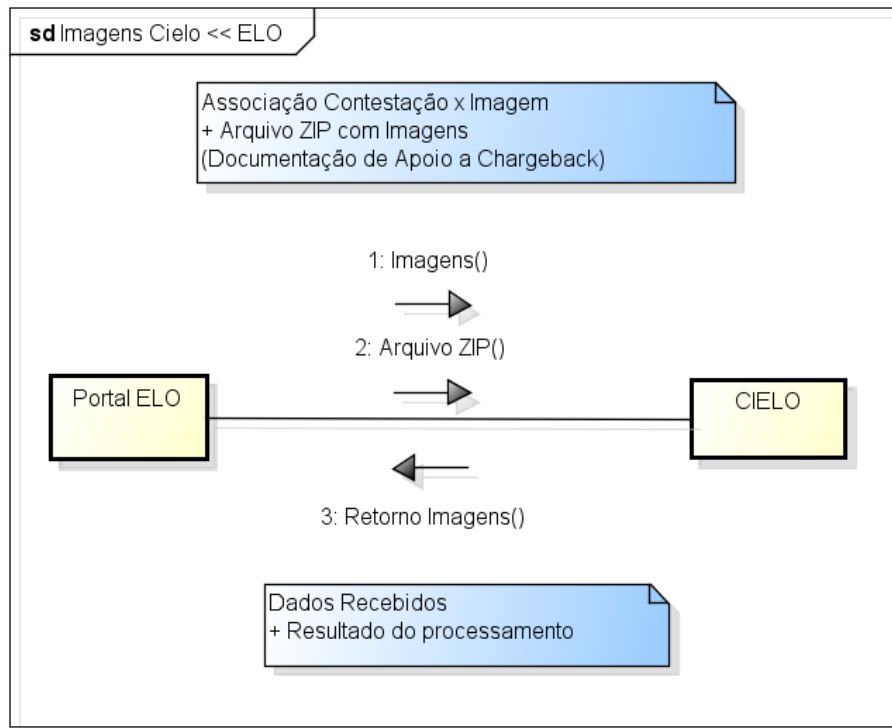 sd Imagens Cielo << ELO
Associação Contestação x Imagem
+ Arquivo ZIP com Imagens
(Documentação de Apoio a Chargeback)
1: Imagens()
2: Arquivo ZIP()
Portal ELO
CIELO
3: Retorno Imagens()
Dados Recebidos
+ Resultado do processamento